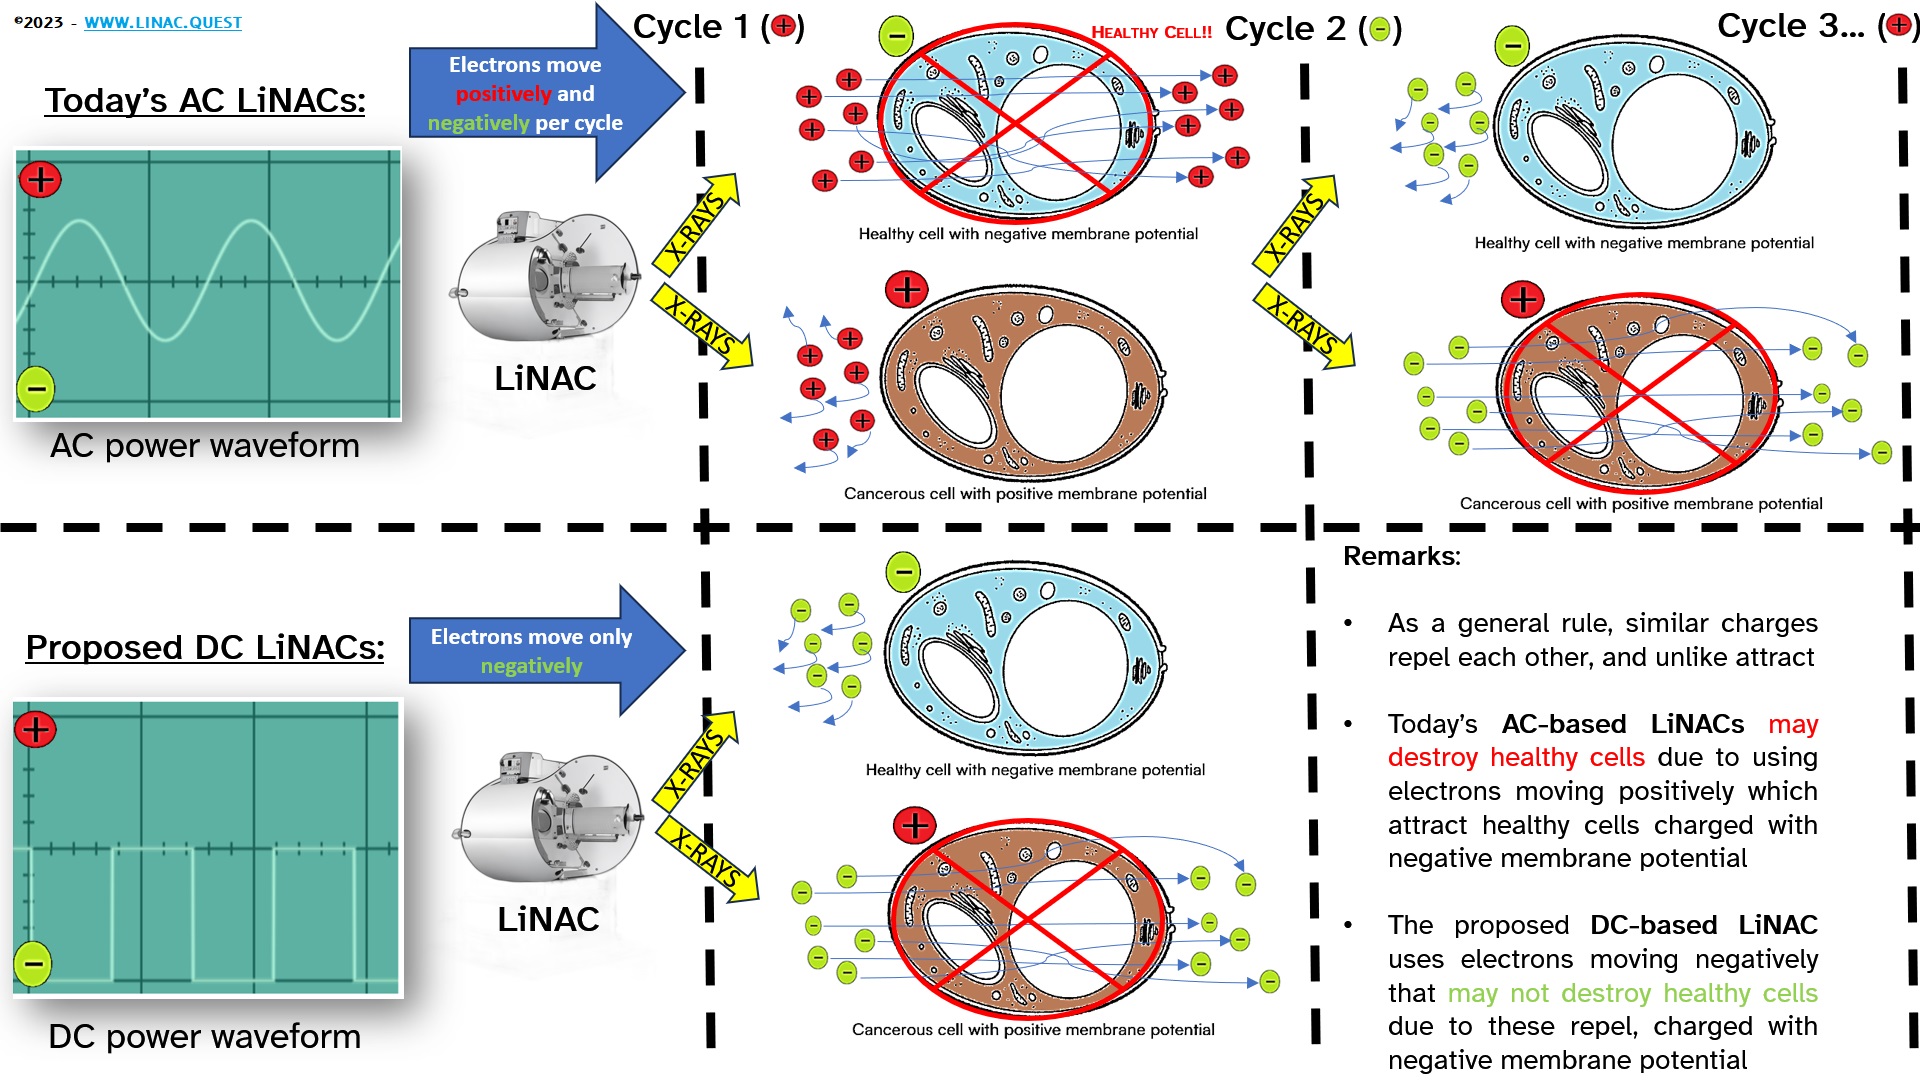 ©2023 - WWW.LINAC.QUEST
Today's AC LiNACs:
Electrons move
positively and
negatively per cycle
Cycle 1 (+)
HEALTHY CELL!!
Cycle 2 (−)
Cycle 3... (+)
+
−
AC power waveform
LiNAC
X-RAYS
X-RAYS
−
Healthy cell with negative membrane potential
+
Cancerous cell with positive membrane potential
X-RAYS
X-RAYS
−
Healthy cell with negative membrane potential
+
Cancerous cell with positive membrane potential
Proposed DC LiNACs:
Electrons move only
negatively
+
−
DC power waveform
LiNAC
X-RAYS
X-RAYS
−
Healthy cell with negative membrane potential
+
Cancerous cell with positive membrane potential
Remarks:
• As a general rule, similar charges
repel each other, and unlike attract
• Today's AC-based LiNACs may
destroy healthy cells due to using
electrons moving positively which
attract healthy cells charged with
negative membrane potential
• The proposed DC-based LiNAC
uses electrons moving negatively
that may not destroy healthy cells
due to these repel, charged with
negative membrane potential